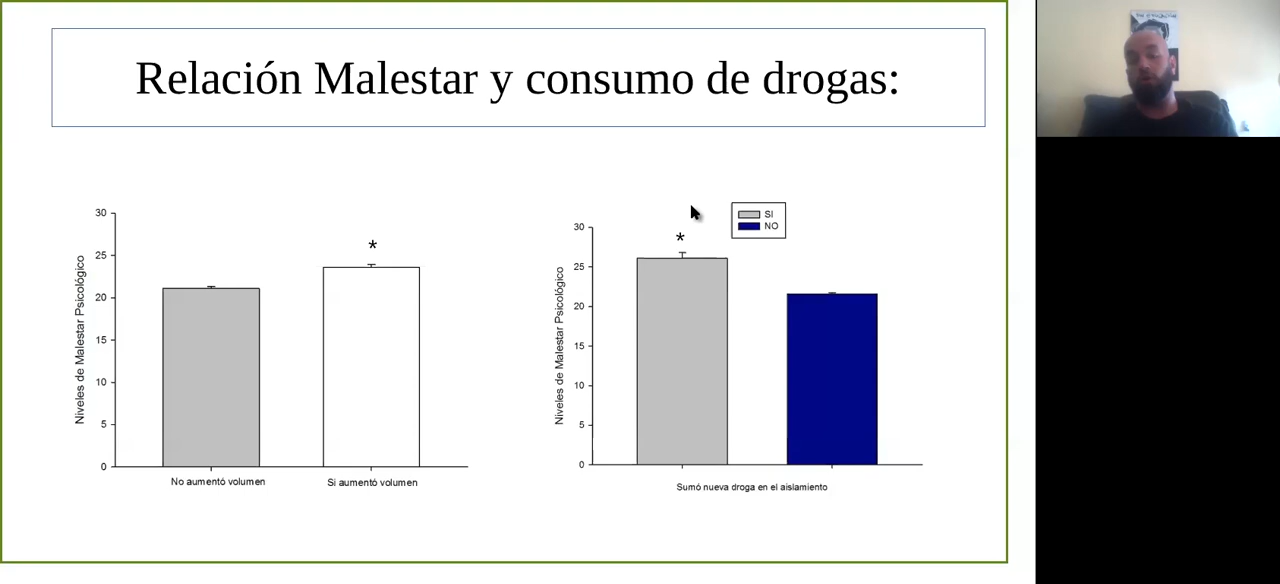 Relación Malestar y consumo de drogas:
Niveles de Malestar Psicológico
30
25
20
15
10
5
0
*
No aumentó volumen
Si aumentó volumen
Niveles de Malestar Psicológico
30
25
20
15
10
5
0
*
SI
NO
Sumó nueva droga en el aislamiento